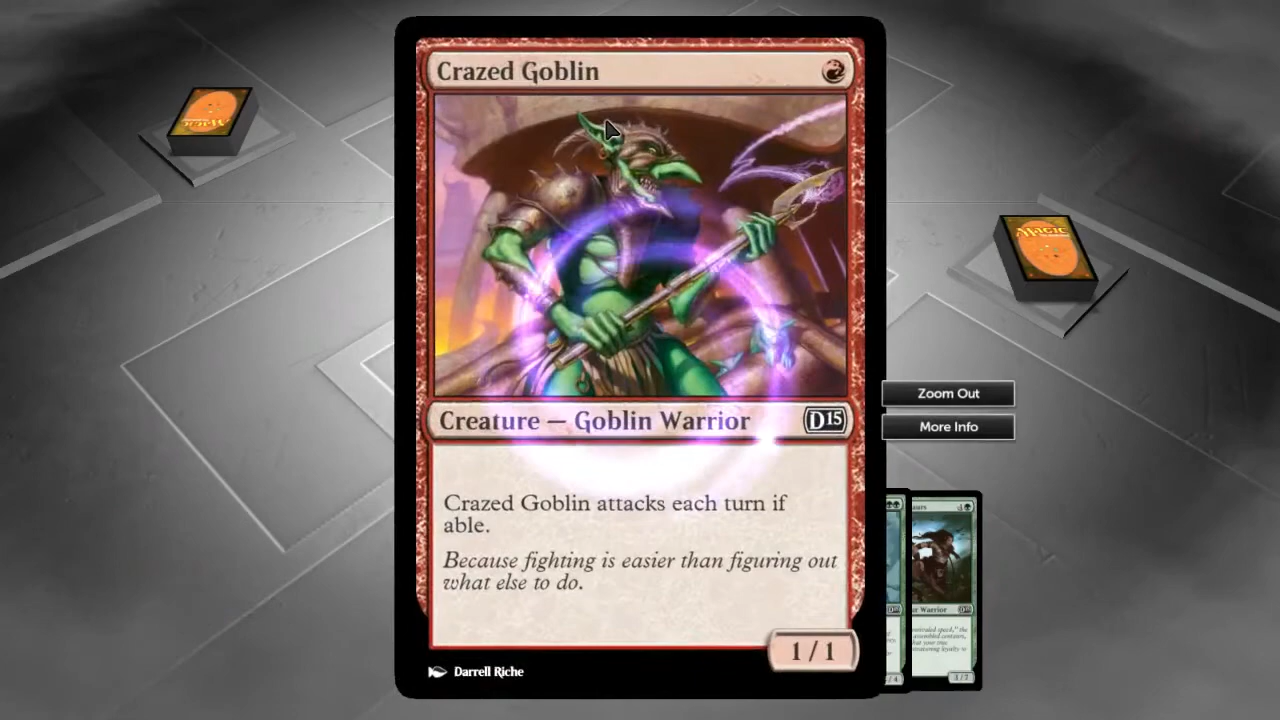 Crazed Goblin
Creature — Goblin Warrior
D15
Crazed Goblin attacks each turn if
able.
Because fighting is easier than figuring out
what else to do.
1/1
Darrell Riche
MAGIC
Zoom Out
More Info